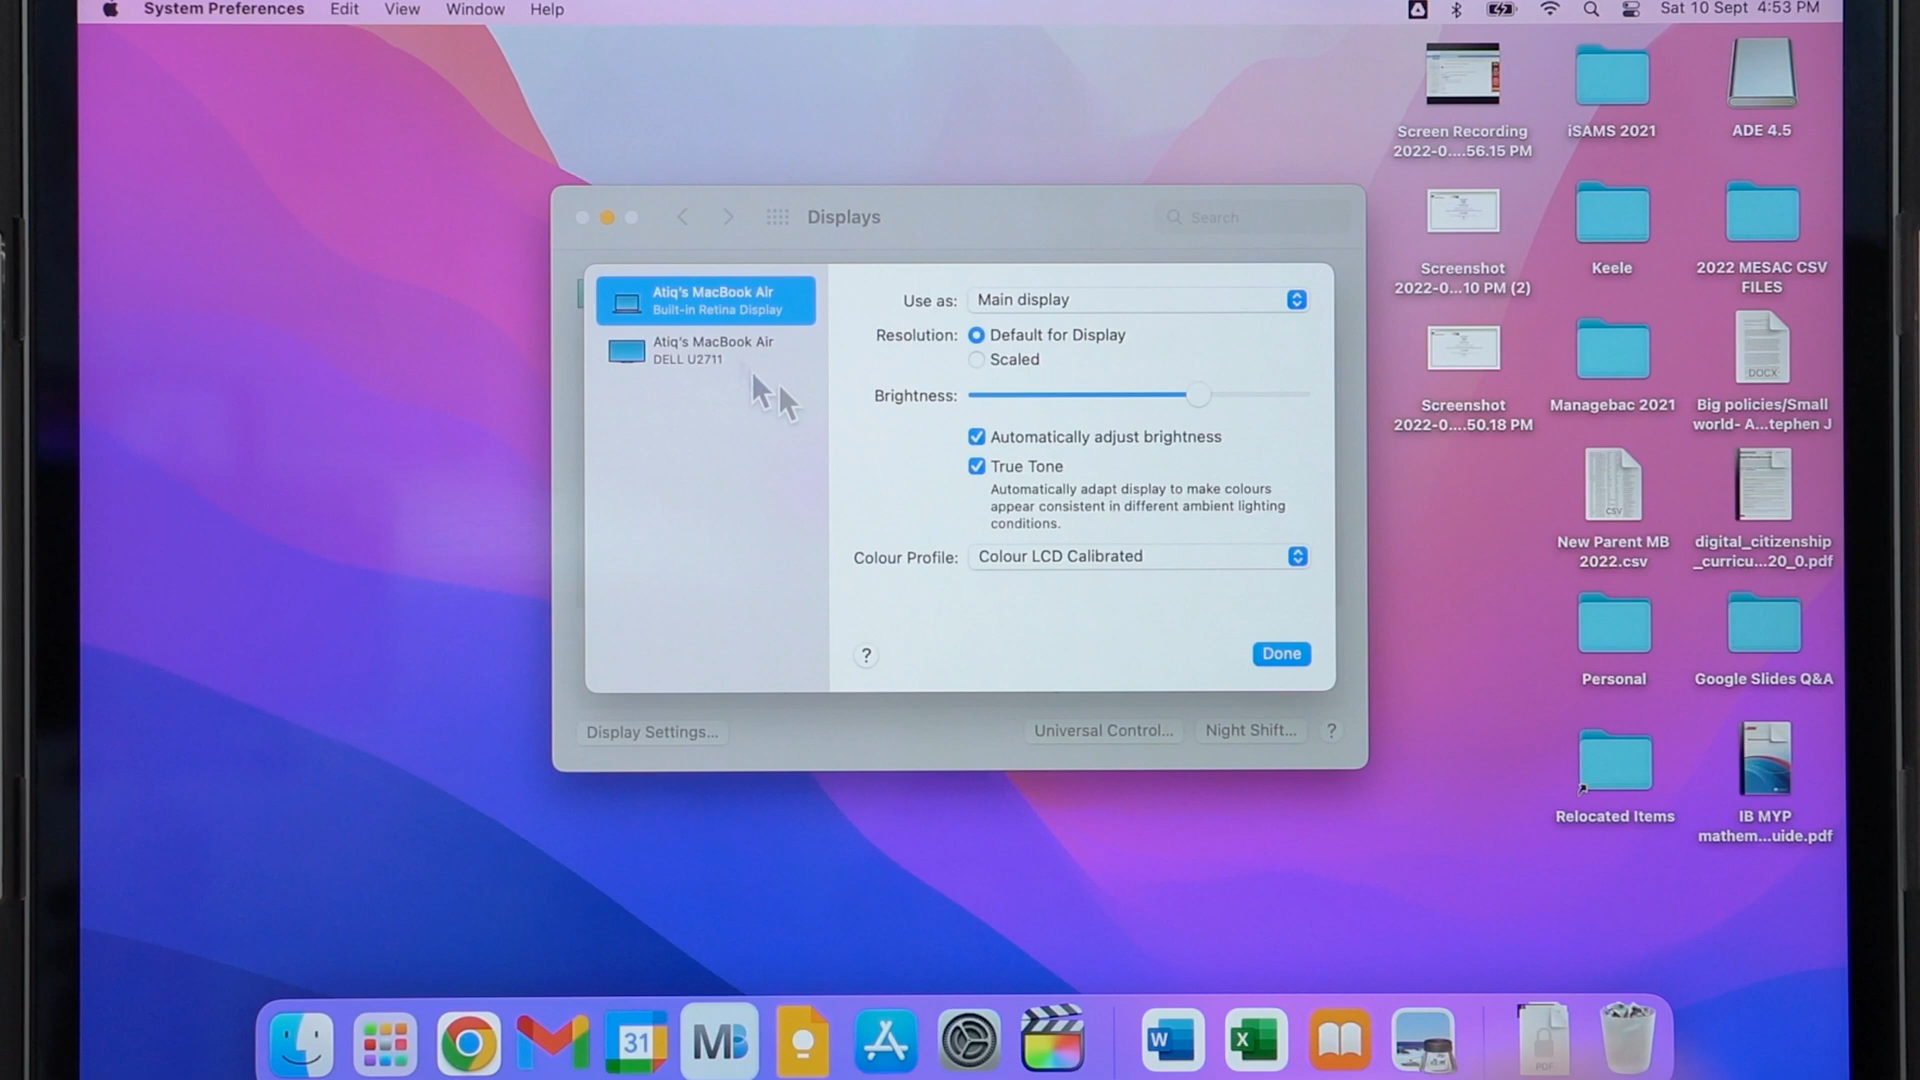 System Preferences Edit View Window Help
Sat 10 Sept 4:53 PM
Displays
Search
Atiq's MacBook Air
Built-in Retina Display
Atiq's MacBook Air
DELL U2711
Use as: Main display
Resolution: Default for Display
Scaled
Brightness:
Automatically adjust brightness
True Tone
Automatically adapt display to make colours
appear consistent in different ambient lighting
conditions.
Colour Profile: Colour LCD Calibrated
?
Done
Display Settings...
Universal Control...
Night Shift...
?
Screen Recording
2022-0....56.15 PM
iSAMS 2021
ADE 4.5
Screenshot
2022-0....10 PM (2)
Keele
2022 MESAC CSV
FILES
Screenshot
2022-0....50.18 PM
Managebac 2021
DOCX
Big policies/Small
world- A...tephen J
CSV
New Parent MB
2022.csv
digital_citizenship
_curricu...20_0.pdf
Personal
Google Slides Q&A
Relocated Items
IB MYP
mathem...uide.pdf
31
MB
W
X
PDF